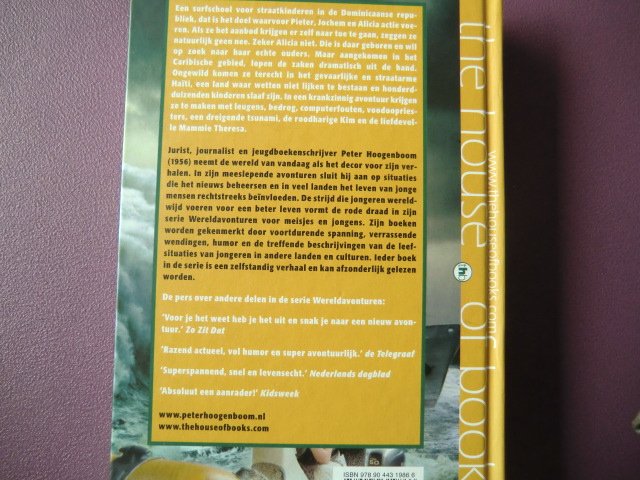 Een surfschool voor straatkinderen in de Dominicaanse repu-
bliek, dat is het doel waarvoor Pieter, Jochem en Alicia actie voe-
ren. Als ze het aanbod krijgen er zelf naar toe te gaan, zeggen ze
natuurlijk geen nee. Zeker Alicia niet. Die is daar geboren en wil
op zoek naar haar echte ouders. Maar aangekomen in het
Caribische gebied, lopen de zaken dramatisch uit de hand.
Ongewild komen ze terecht in het gevaarlijke en straatarme
Haïti, een land waar wetten niet lijken te bestaan en honderd-
duizenden kinderen slaaf zijn. In een krankzinnig avontuur krijgen
ze te maken met leugens, bedrog, computerfouten, vondoopries-
ters, een dreigende tsunami, de roodharige Kim en de liefdevol-
le Mammie Theresa.
Jurist, journalist en jeugdboekenschrijver Peter Hoogenboom
(1956) neemt de wereld van vandaag als het decor voor zijn ver-
halen. In zijn meeslepende avonturen sluit hij aan op situaties
die het nieuws beheersen en in veel landen het leven van jonge
mensen rechtstreeks beïnvloeden. De strijd die jongeren wereld-
wijd voeren voor een beter leven vormt de rode draad in zijn
serie Wereldavonturen voor meisjes en jongens. Zijn boeken
worden gekenmerkt door voortdurende spanning, verrassende
wendingen, humor en de treffende beschrijvingen van de leef-
situaties van jongeren in andere landen en culturen. Ieder boek
in de serie is een zelfstandig verhaal en kan afzonderlijk gelezen
worden.
De pers over andere delen in de serie Wereldavonturen:
'Voor je het weet heb je het uit en snak je naar een nieuw avon-
tuur.' Zo Zit Dat
'Razend actueel, vol humor en super avontuurlijk.' de Telegraaf
'Superspannend, snel en levensecht.' Nederlands dagblad
'Absoluut een aanrader!' Kidsweek
www.peterhoogenboom.nl
www.thehouseofbooks.com
ISBN 978 90 443 1986 6
the house of book
www.thehouseofbooks.com
hb